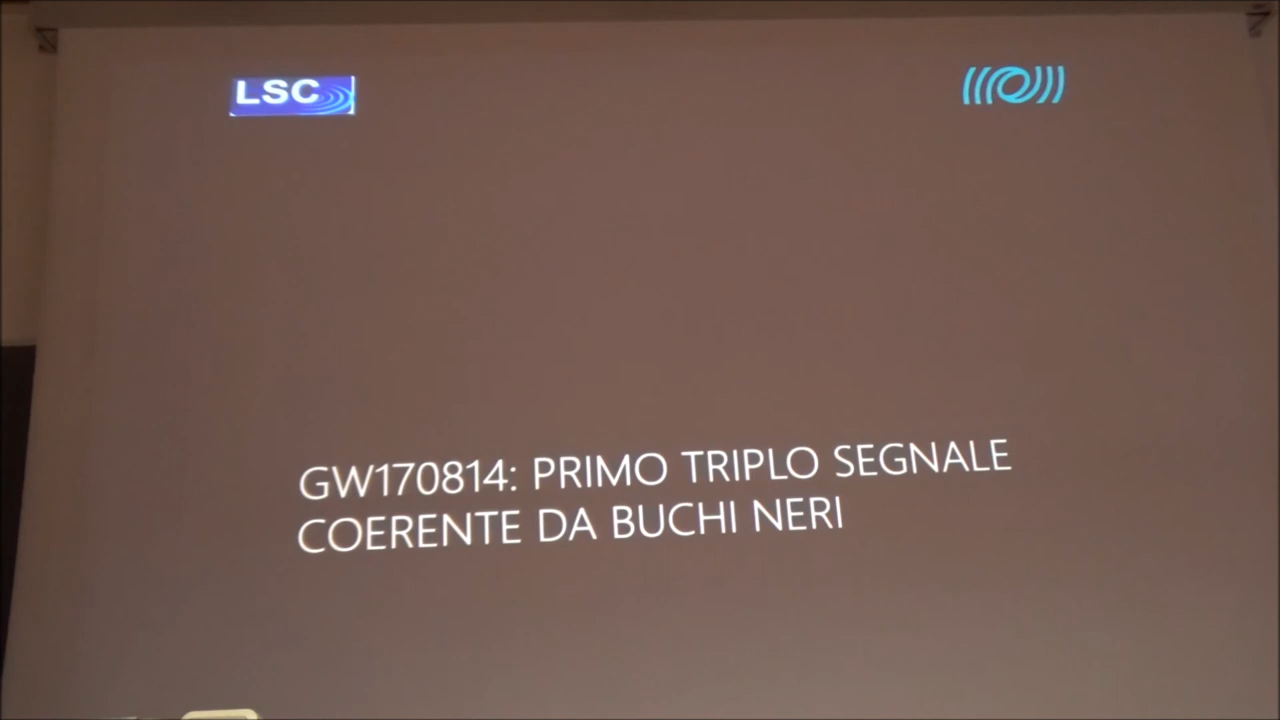 LSC
GW170814: PRIMO TRIPLO SEGNALE
COERENTE DA BUCHI NERI